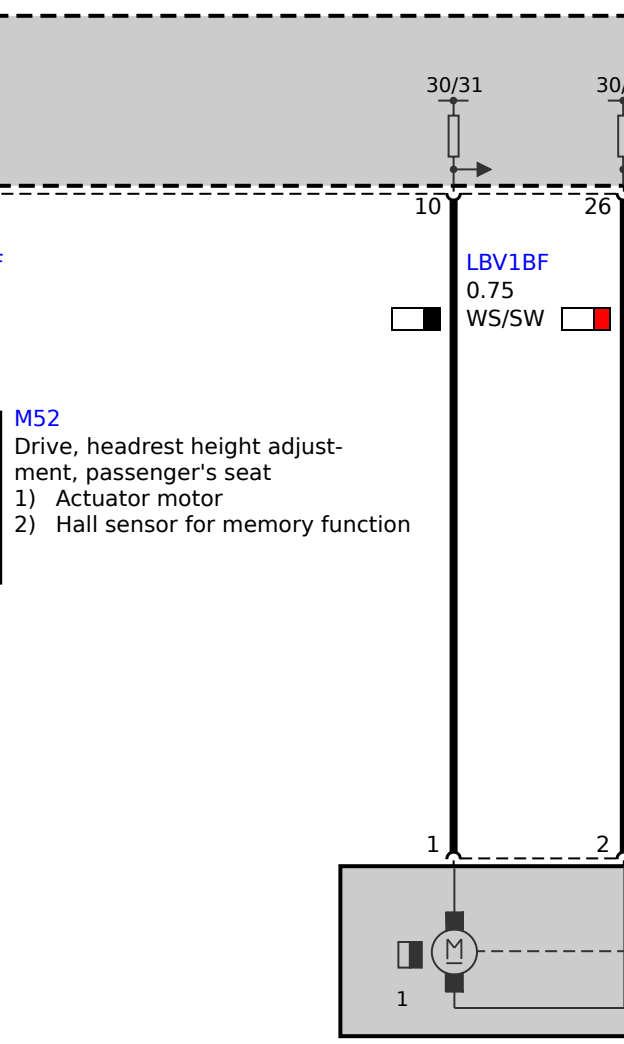 30/31
30/
10
26
LBV1BF
0.75
WS/SW
M52
Drive, headrest height adjust-
ment, passenger's seat
1) Actuator motor
2) Hall sensor for memory function
1
2
M
1